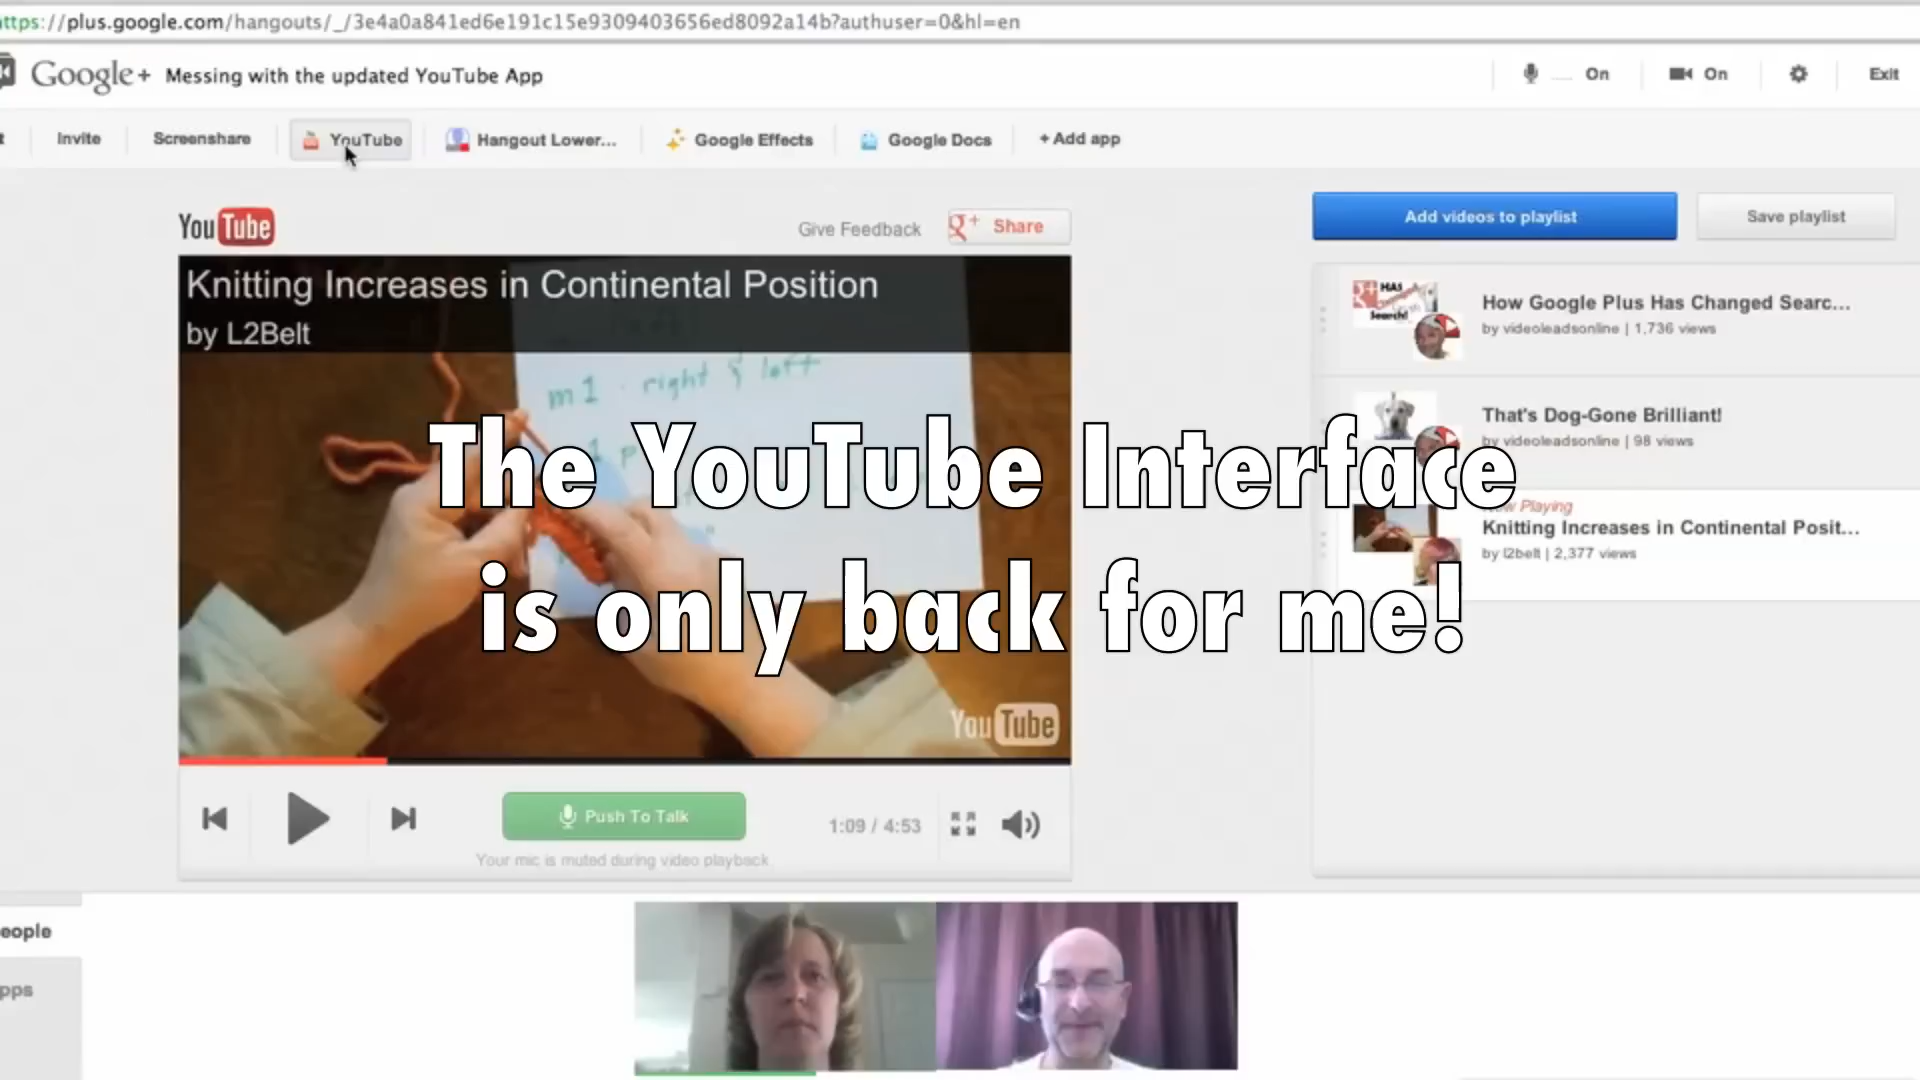 https://plus.google.com/hangouts/_/3e4a0a841ed6e191c15e9309403656ed8092a14b?authuser=0&hl=en
Google+ Messing with the updated YouTube App
On On Exit
Invite Screenshare YouTube Hangout Lower... Google Effects Google Docs + Add app
YouTube Give Feedback g+ Share
Add videos to playlist Save playlist
Knitting Increases in Continental Position
by L2Belt
m1 right & left
How Google Plus Has Changed Searc...
by videoleadsonline | 1,736 views
That's Dog-Gone Brilliant!
by videoleadsonline | 98 views
The YouTube Interface
is only back for me!
Playing
Knitting Increases in Continental Posit...
by l2belt | 2,377 views
YouTube
Push To Talk
1:09 / 4:53
Your mic is muted during video playback.
eople
pps